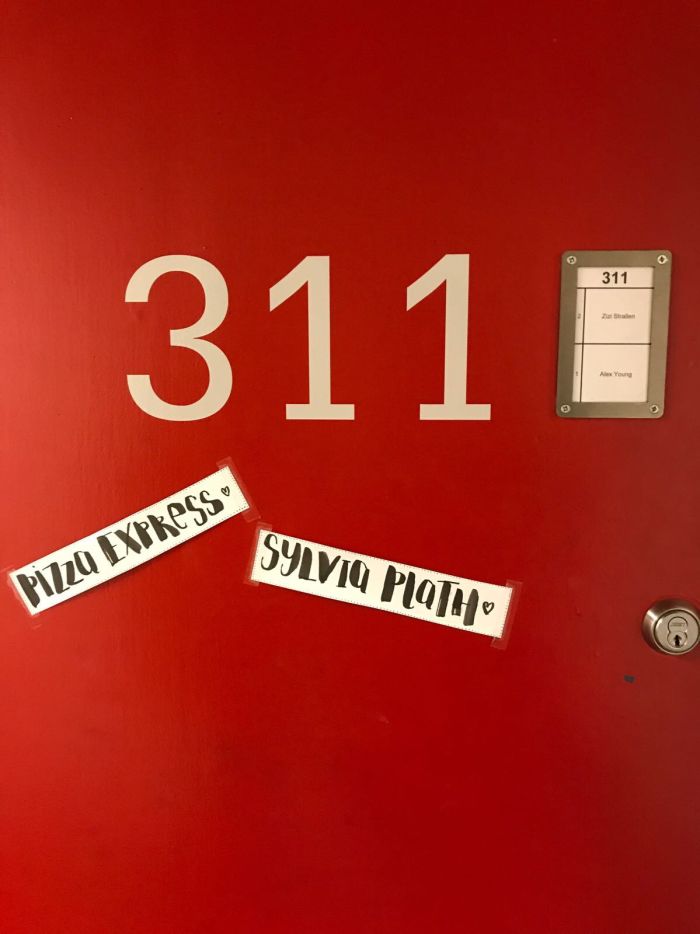 311
311
2 Zizi Strallen
1 Alex Young
PIZZa EXPRESS
SYLVIa PLaTH